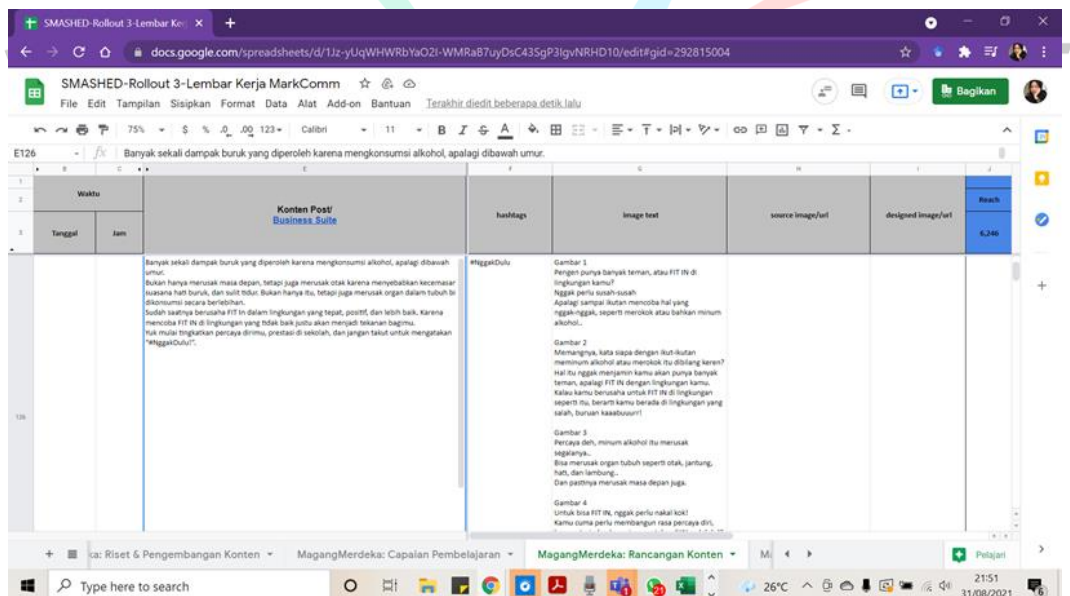 SMASHED-Rollout 3-Lembar Ker
docs.google.com/spreadsheets/d/1Jz-yUqWHWRbYaO2I-WMRaB7uyDsC43SgP3IgvNRHD10/edit#gid=292815004
SMASHED-Rollout 3-Lembar Kerja MarkComm
File Edit Tampilan Sisipkan Format Data Alat Add-on Bantuan Terakhir diedit beberapa detik lalu
Bagikan
75% $ % .0 .00 123 Calibri 11 B I S A
E126 fx Banyak sekali dampak buruk yang diperoleh karena mengkonsumsi alkohol, apalagi dibawah umur.
Waktu
Tanggal Jam
Konten Post/
Business Suite
hashtags
image text
source image/url
designed image/url
Reach
6,246
126
Banyak sekali dampak buruk yang diperoleh karena mengkonsumsi alkohol, apalagi dibawah
umur.
Bukan hanya merusak masa depan, tetapi juga merusak otak karena menyebabkan kecemasar
suasana hati buruk, dan sulit tidur. Bukan hanya itu, tetapi juga merusak organ dalam tubuh bi
dikonsumsi secara berlebihan.
Sudah saatnya berusaha FIT In dalam lingkungan yang tepat, positif, dan lebih baik. Karena
mencoba FIT IN di lingkungan yang tidak baik justu akan menjadi tekanan bagimu.
Yuk mulai tingkatkan percaya dirimu, prestasi di sekolah, dan jangan takut untuk mengatakan
"#NggakDulu!".
#NggakDulu
Gambar 1
Pengen punya banyak teman, atau FIT IN di
lingkungan kamu?
Nggak perlu susah-susah
Apalagi sampai ikutan mencoba hal yang
nggak-nggak, seperti merokok atau bahkan minum
alkohol..
Gambar 2
Memangnya, kata siapa dengan ikut-ikutan
meminum alkohol atau merokok itu dibilang keren?
Hal itu nggak menjamin kamu akan punya banyak
teman, apalagi FIT IN dengan lingkungan kamu.
Kalau kamu berusaha untuk FIT IN di lingkungan
seperti itu, berarti kamu berada di lingkungan yang
salah, buruan kaaabuuurr!
Gambar 3
Percaya deh, minum alkohol itu merusak
segalanya..
Bisa merusak organ tubuh seperti otak, jantung,
hati, dan lambung..
Dan pastinya merusak masa depan juga.
Gambar 4
Untuk bisa FIT IN, nggak perlu nakal kok!
Kamu cuma perlu membangun rasa percaya diri,
ka: Riset & Pengembangan Konten MagangMerdeka: Capaian Pembelajaran MagangMerdeka: Rancangan Konten M Pelajari
Type here to search
26°C
21:51
31/08/2021